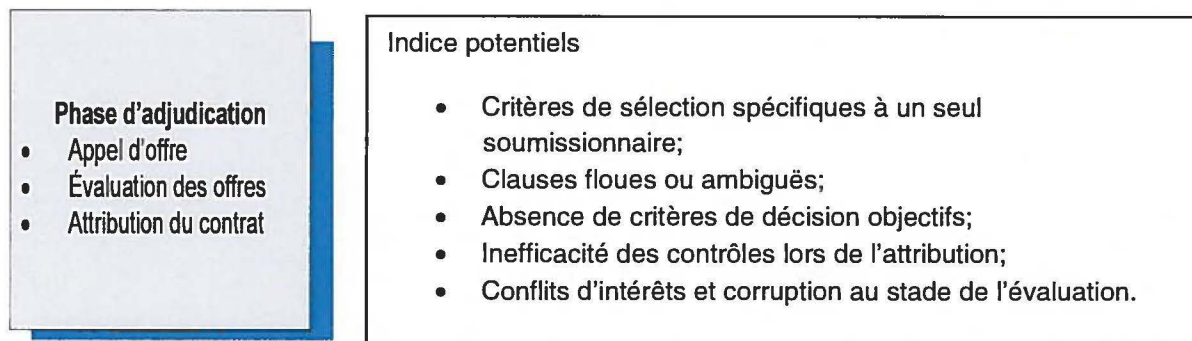 Phase d'adjudication
• Appel d'offre
• Évaluation des offres
• Attribution du contrat
Indice potentiels
• Critères de sélection spécifiques à un seul
soumissionnaire;
• Clauses floues ou ambiguës;
• Absence de critères de décision objectifs;
• Inefficacité des contrôles lors de l'attribution;
• Conflits d'intérêts et corruption au stade de l'évaluation.